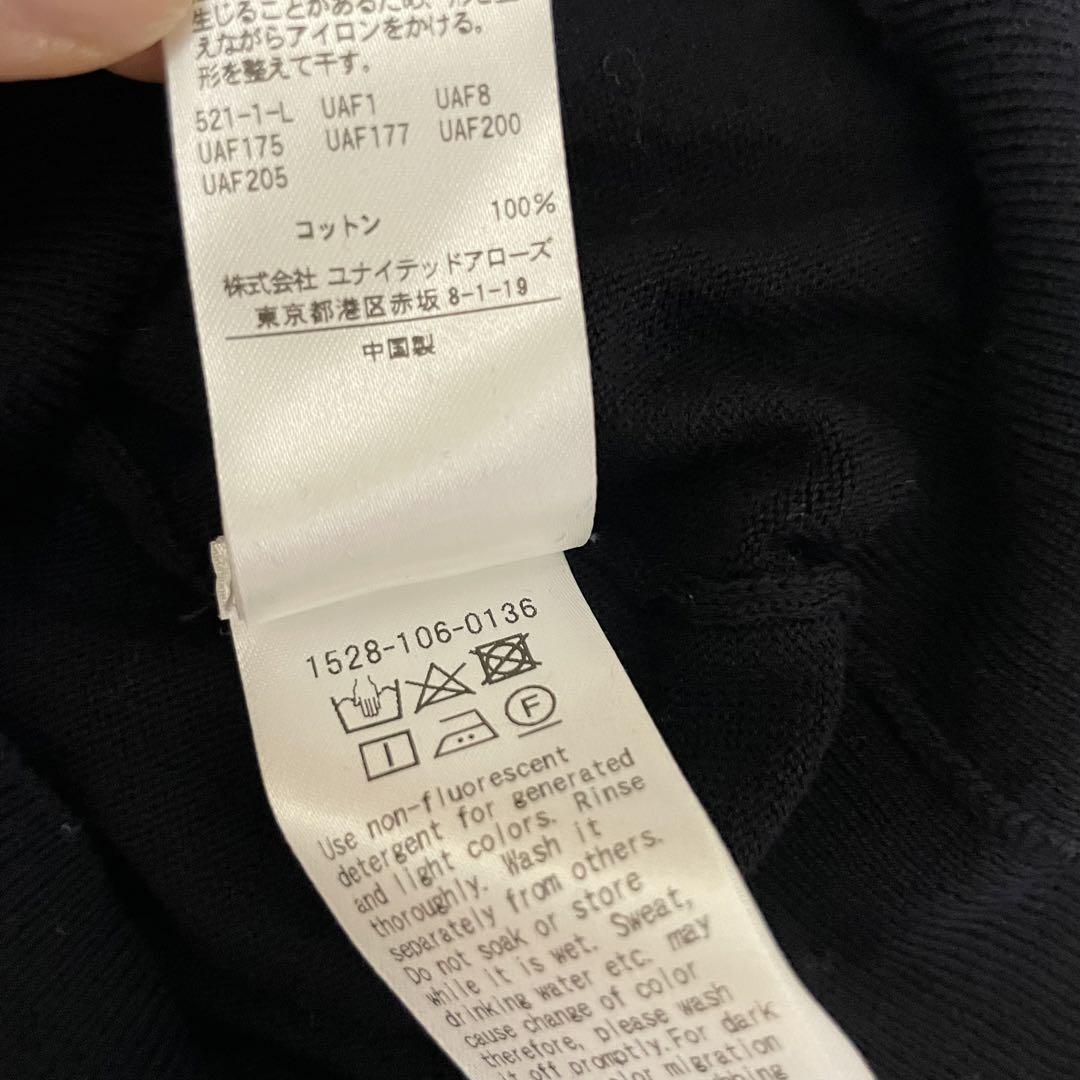 生じることがあるため、形を整
えながらアイロンをかける。
形を整えて干す。
521-1-L UAF1 UAF8
UAF175 UAF177 UAF200
UAF205
コットン 100%
株式会社 ユナイテッドアローズ
東京都港区赤坂 8-1-19
中国製
1528-106-0136
F
Use non-fluorescent
detergent for generated
and light colors. Rinse
thoroughly. Wash it
separately from others.
Do not soak or store
while it is wet. Sweat,
drinking water etc. may
cause change of color
therefore, please wash
it off promptly.For dark
color migration